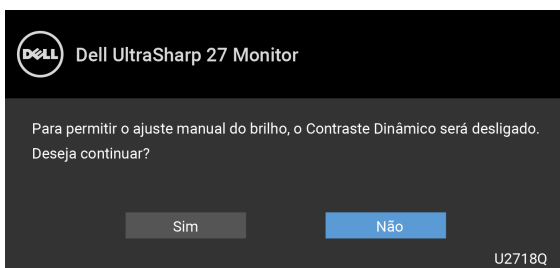 DELL
Dell UltraSharp 27 Monitor
Para permitir o ajuste manual do brilho, o Contraste Dinâmico será desligado.
Deseja continuar?
Sim
Não
U2718Q